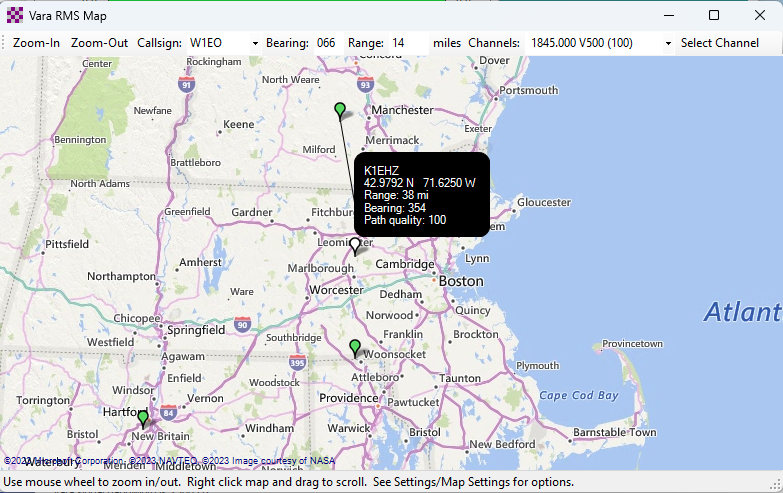 Vara RMS Map
Zoom-In Zoom-Out Callsign: W1EO Bearing: 066 Range: 14 miles Channels: 1845.000 V500 (100) Select Channel
Center
Rockingham
Concord
Dover
91
North Weare
93
Portsmouth
Newfane
Manchester
Keene
Exeter
Bennington
Milford
Merrimack
Brattleboro
K1EHZ
42.9792 N 71.6250 W
Range: 38 mi
Bearing: 354
Path quality: 100
North Adams
Greenfield
Gardner
Fitchburg
Gloucester
Pittsfield
Leominster
Amherst
Marlborough
Cambridge
Lynn
Northampton
Ware
Worcester
Boston
Dedham
Chicopee
Norwood
Quincy
Atlant
Springfield
90
Westfield
Southbridge
Franklin
Brockton
Agawam
395
Woonsocket
Providence
Plymouth
Provincetown
Enfield
Woodstock
Attleboro
Taunton
Windsor
Torrington
Vernon
Providence
Pawtucket
Cape Cod Bay
Hartfo
84
Bristol
New Britain
Windham
Warwick
Bristol
New Bedford
Barnstable Town
Waterbury
Meriden
Middletown
©2023 Microsoft Corporation, ©2023 NAVTEQ, ©2023 Image courtesy of NASA
Use mouse wheel to zoom in/out. Right click map and drag to scroll. See Settings/Map Settings for options.